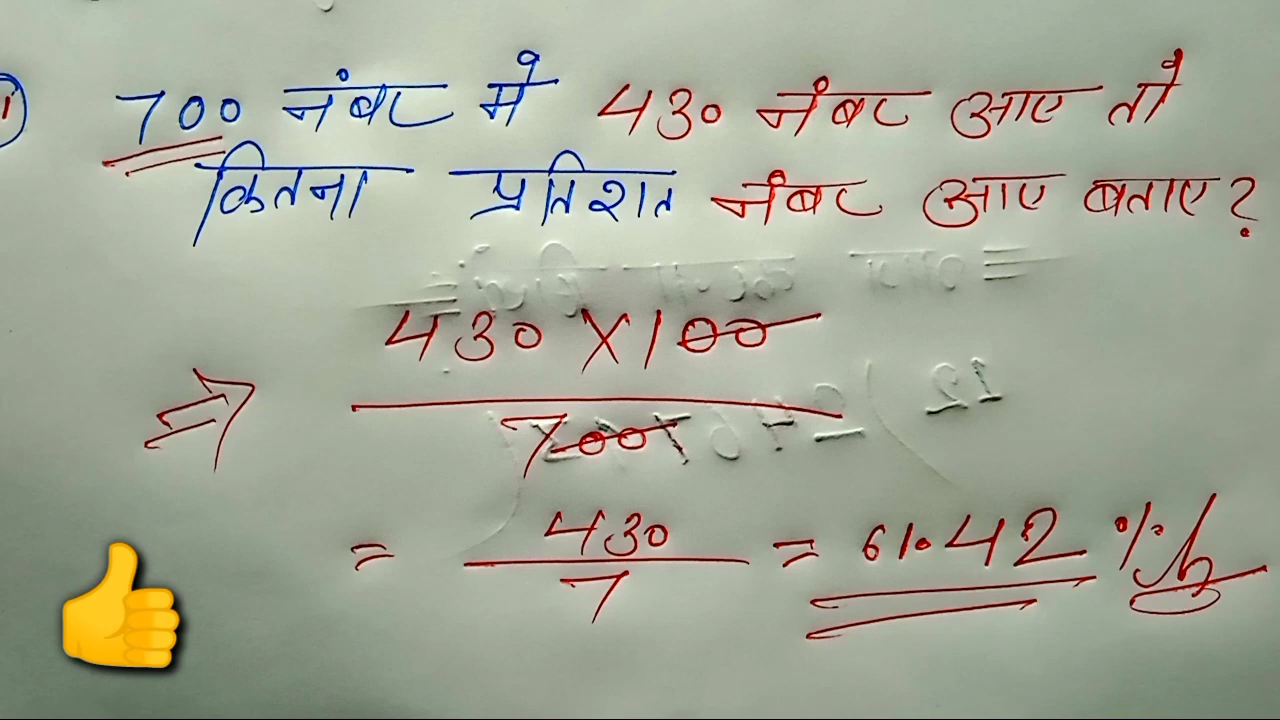 1) 700 नंबर मे 430 नंबर आए तो
कितना प्रतिशत नंबर आए बताए?
⇒ 430 X 100
700
= 430/7 = 61.42 %